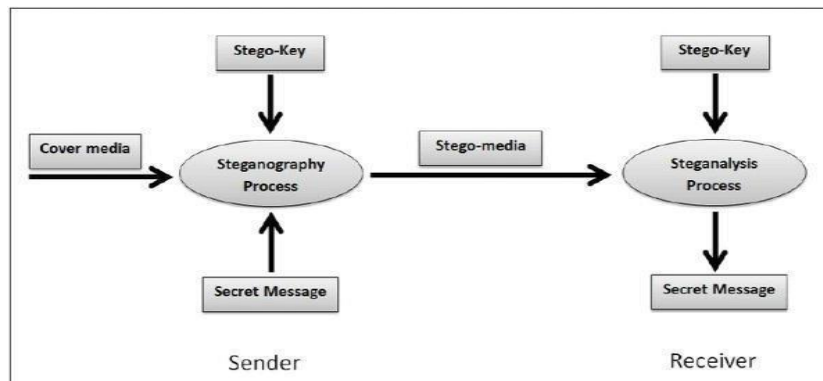 Stego-Key
Stego-Key
Cover media
Stego-media
Steganography
Process
Steganalysis
Process
Secret Message
Secret Message
Sender
Receiver